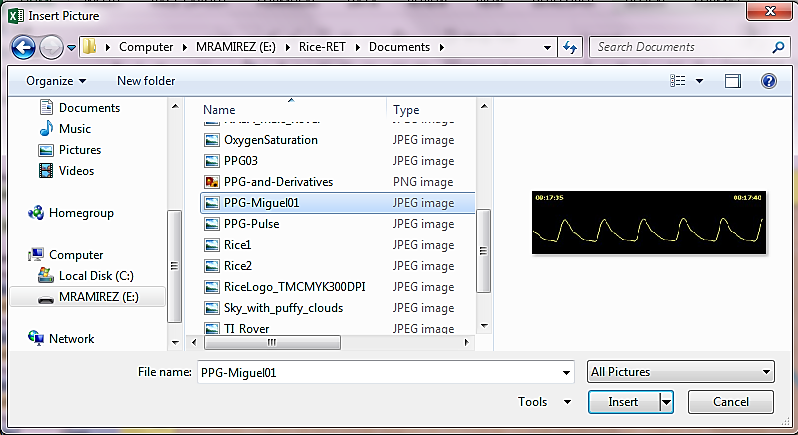 Insert Picture
Computer MRAMIREZ (E:) Rice-RET Documents
Search Documents
Organize New folder
Documents
Music
Pictures
Videos
Homegroup
Computer
Local Disk (C:)
MRAMIREZ (E:)
Network
Name Type
JPEG image
OxygenSaturation JPEG image
PPG03 JPEG image
PPG-and-Derivatives PNG image
PPG-Miguel01 JPEG image
PPG-Pulse JPEG image
Rice1 JPEG image
Rice2 JPEG image
RiceLogo_TMCMYK300DPI JPEG image
Sky_with_puffy_clouds JPEG image
TI Rover JPEG image
00:17:35 00:17:40
File name: PPG-Miguel01 All Pictures
Tools Insert Cancel